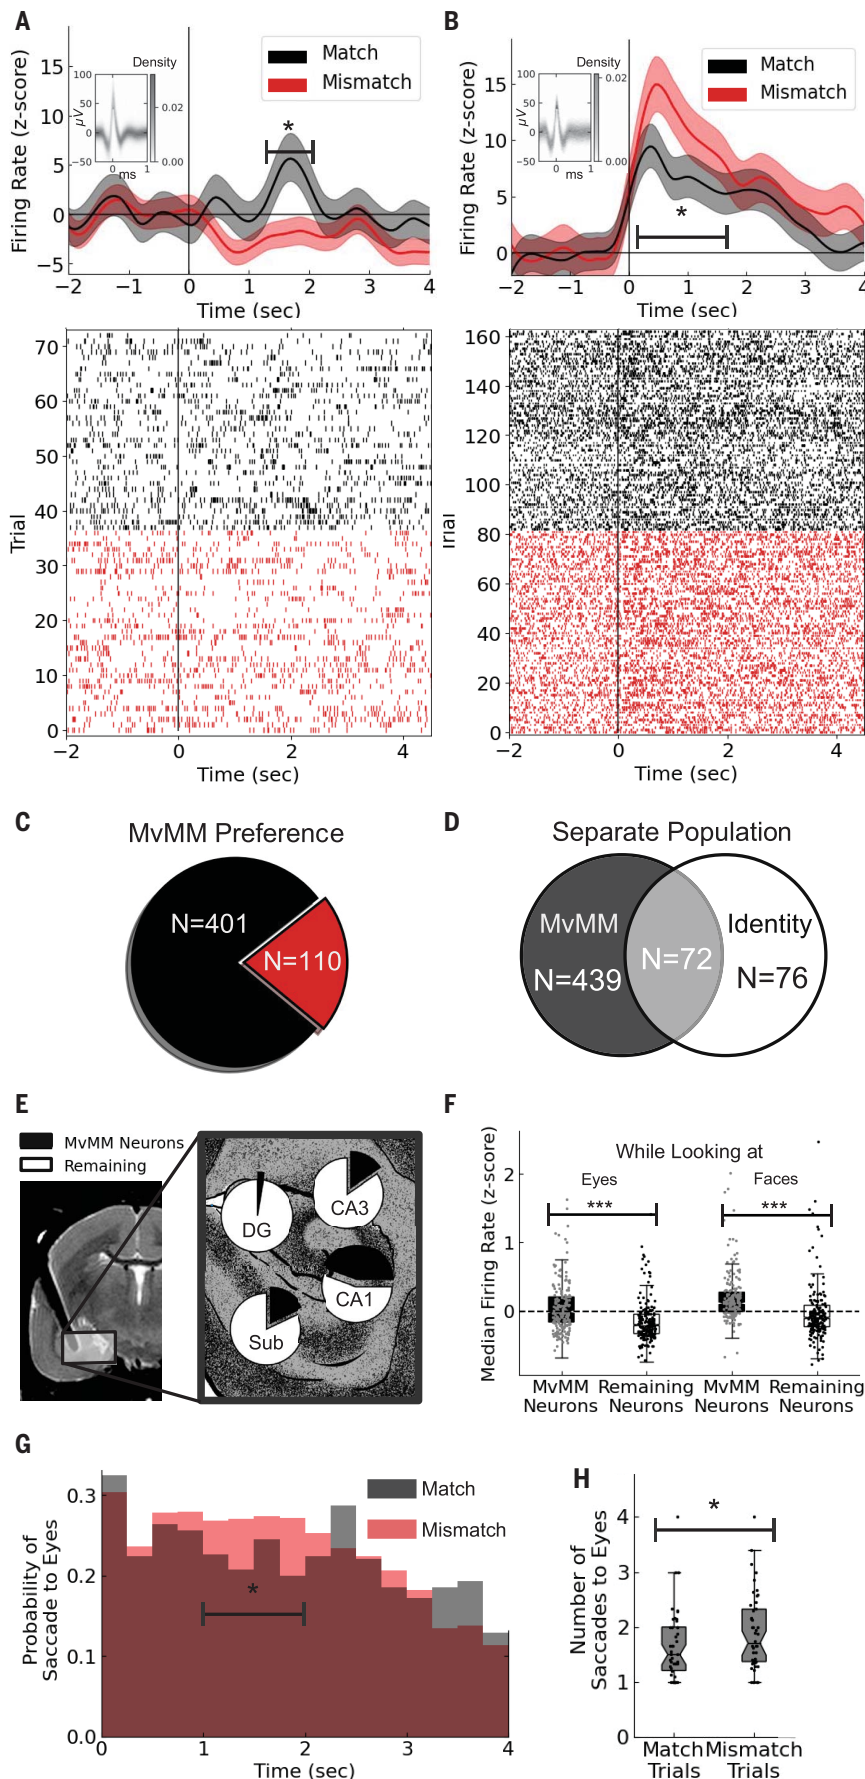 A
Firing Rate (z-score)
15
10
5
0
−5
−2
−1
0
1
2
3
4
Time (sec)
Match
Mismatch
*
Density
100
50
0
−50
μV
0
1
ms
0.02
0.00
B
Firing Rate (z-score)
15
10
5
0
−2
−1
0
1
2
3
4
Time (sec)
Match
Mismatch
*
Density
100
50
0
−50
μV
0
1
ms
0.02
0.00
Trial
70
60
50
40
30
20
10
0
−2
0
2
4
Time (sec)
Trial
160
140
120
100
80
60
40
20
0
−2
0
2
4
Time (sec)
C
MvMM Preference
N=401
N=110
D
Separate Population
MvMM
Identity
N=439
N=72
N=76
E
MvMM Neurons
Remaining
DG
CA3
CA1
Sub
F
Median Firing Rate (z-score)
2
1
0
While Looking at
Eyes
Faces
***
***
MvMM
Neurons
Remaining
Neurons
MvMM
Neurons
Remaining
Neurons
G
Probability of
Saccade to Eyes
0.3
0.2
0.1
0.0
0
1
2
3
4
Time (sec)
Match
Mismatch
*
H
Number of
Saccades to Eyes
4
3
2
1
0
*
Match
Trials
Mismatch
Trials